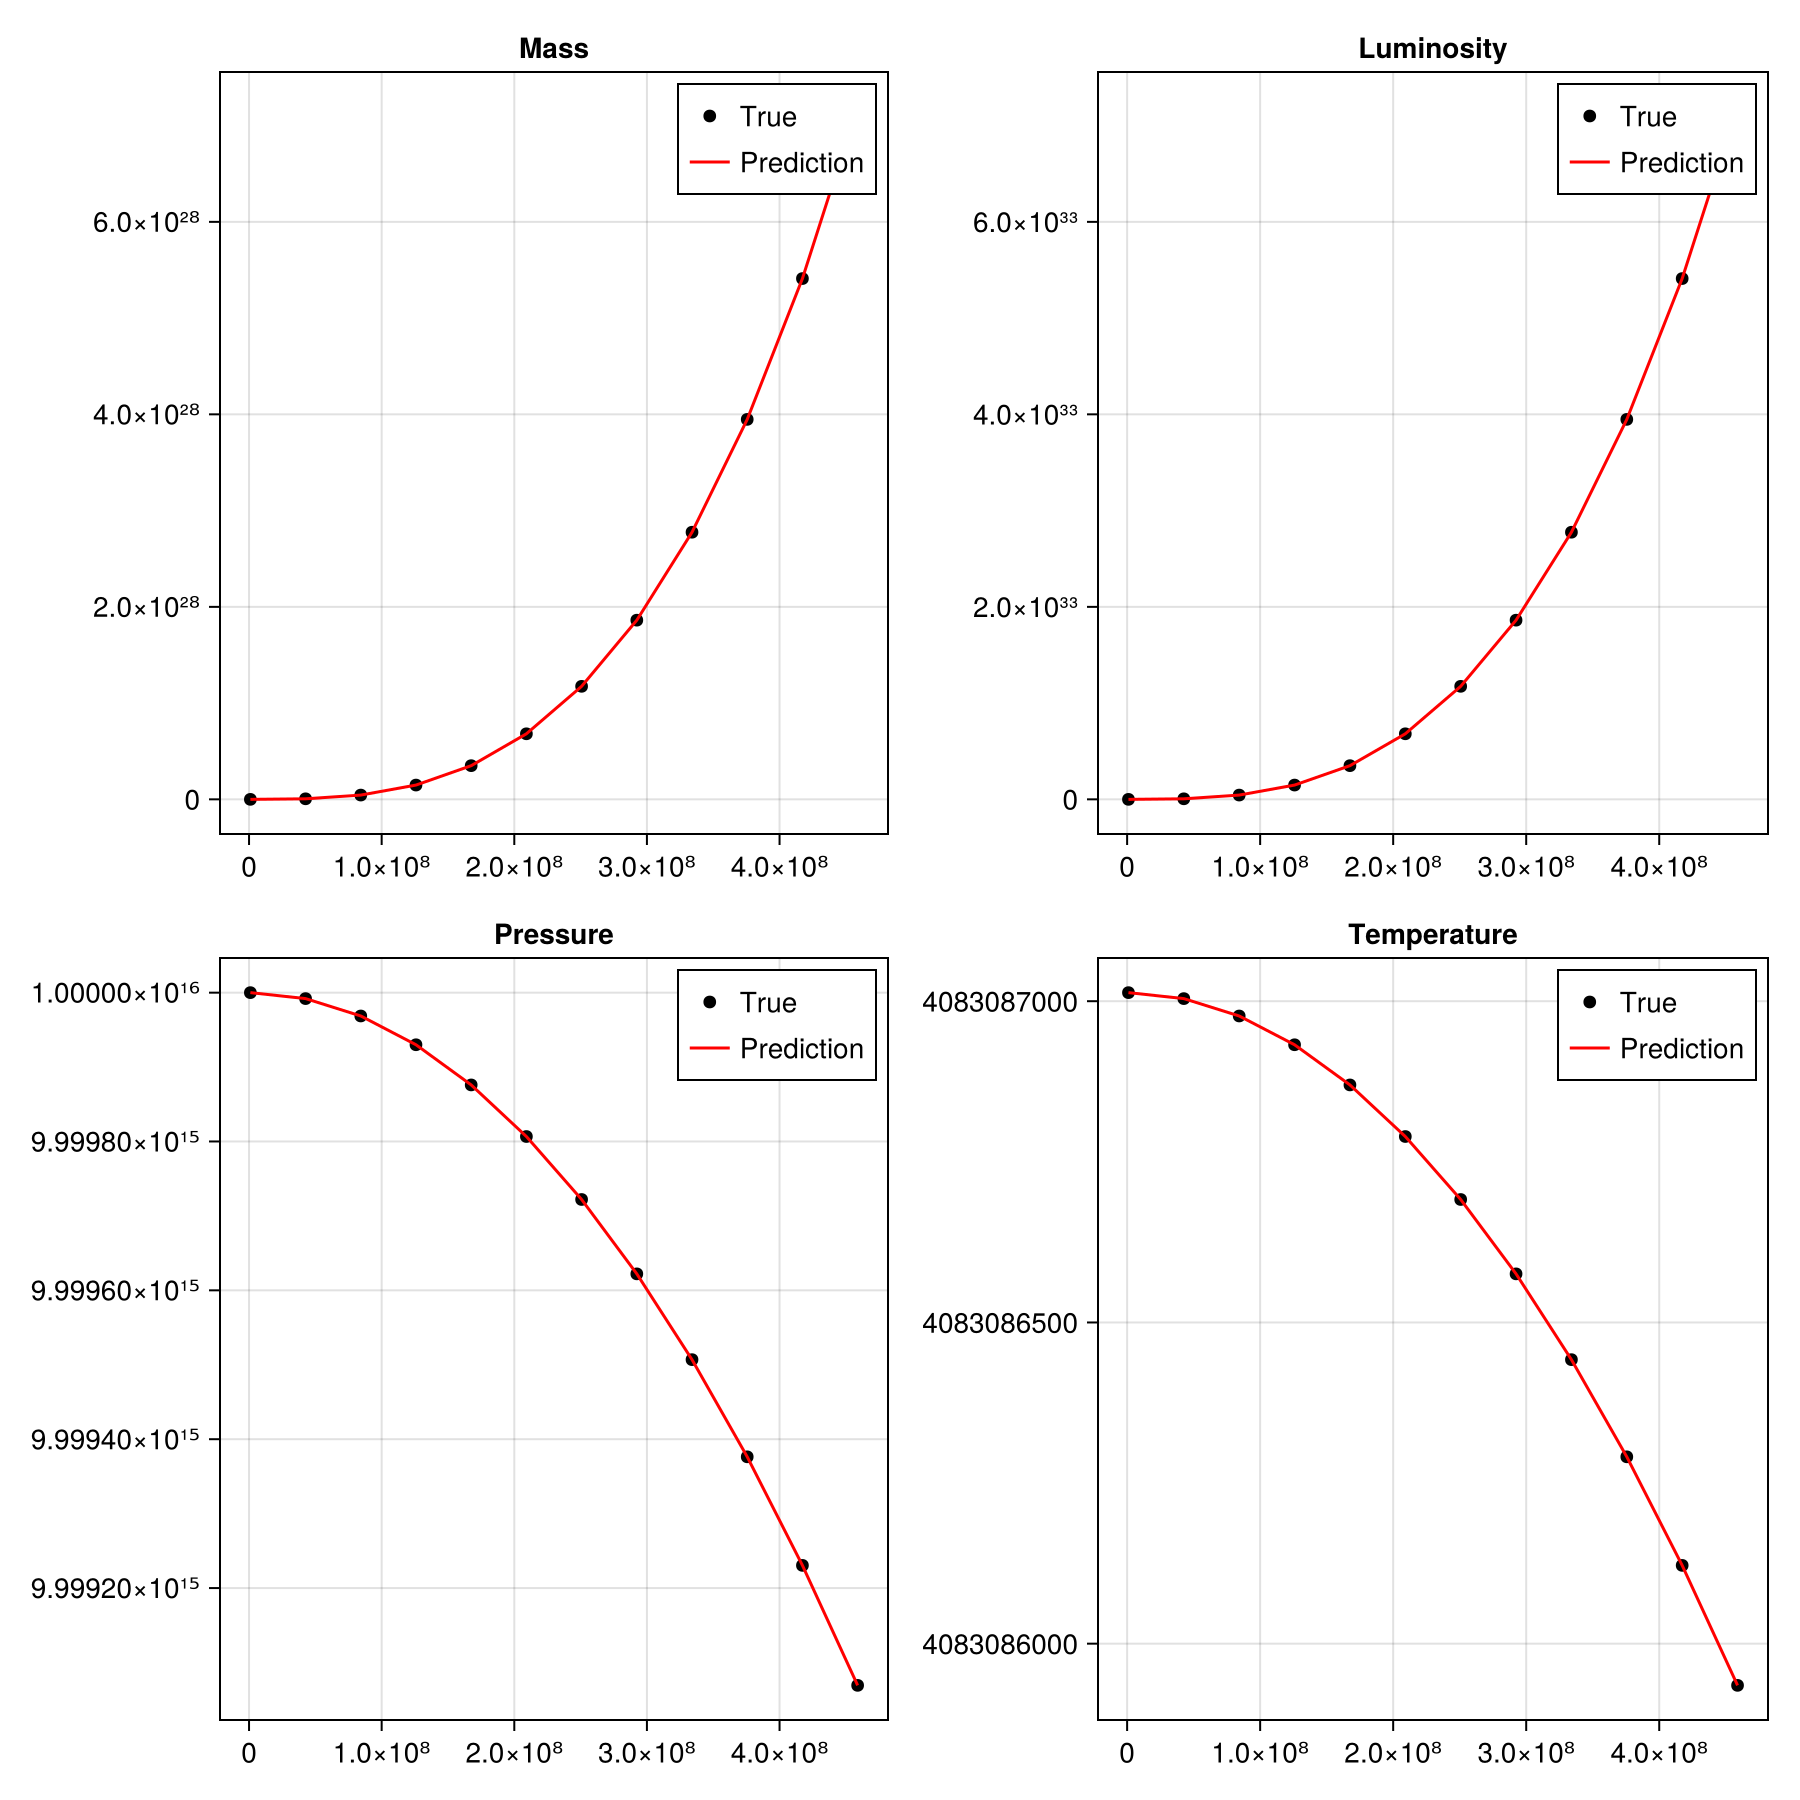 Mass
True
Prediction
6.0×10²⁸
4.0×10²⁸
2.0×10²⁸
0
0 1.0×10⁸ 2.0×10⁸ 3.0×10⁸ 4.0×10⁸
Luminosity
True
Prediction
6.0×10³³
4.0×10³³
2.0×10³³
0
0 1.0×10⁸ 2.0×10⁸ 3.0×10⁸ 4.0×10⁸
Pressure
True
Prediction
1.00000×10¹⁶
9.99980×10¹⁵
9.99960×10¹⁵
9.99940×10¹⁵
9.99920×10¹⁵
0 1.0×10⁸ 2.0×10⁸ 3.0×10⁸ 4.0×10⁸
Temperature
True
Prediction
4083087000
4083086500
4083086000
0 1.0×10⁸ 2.0×10⁸ 3.0×10⁸ 4.0×10⁸